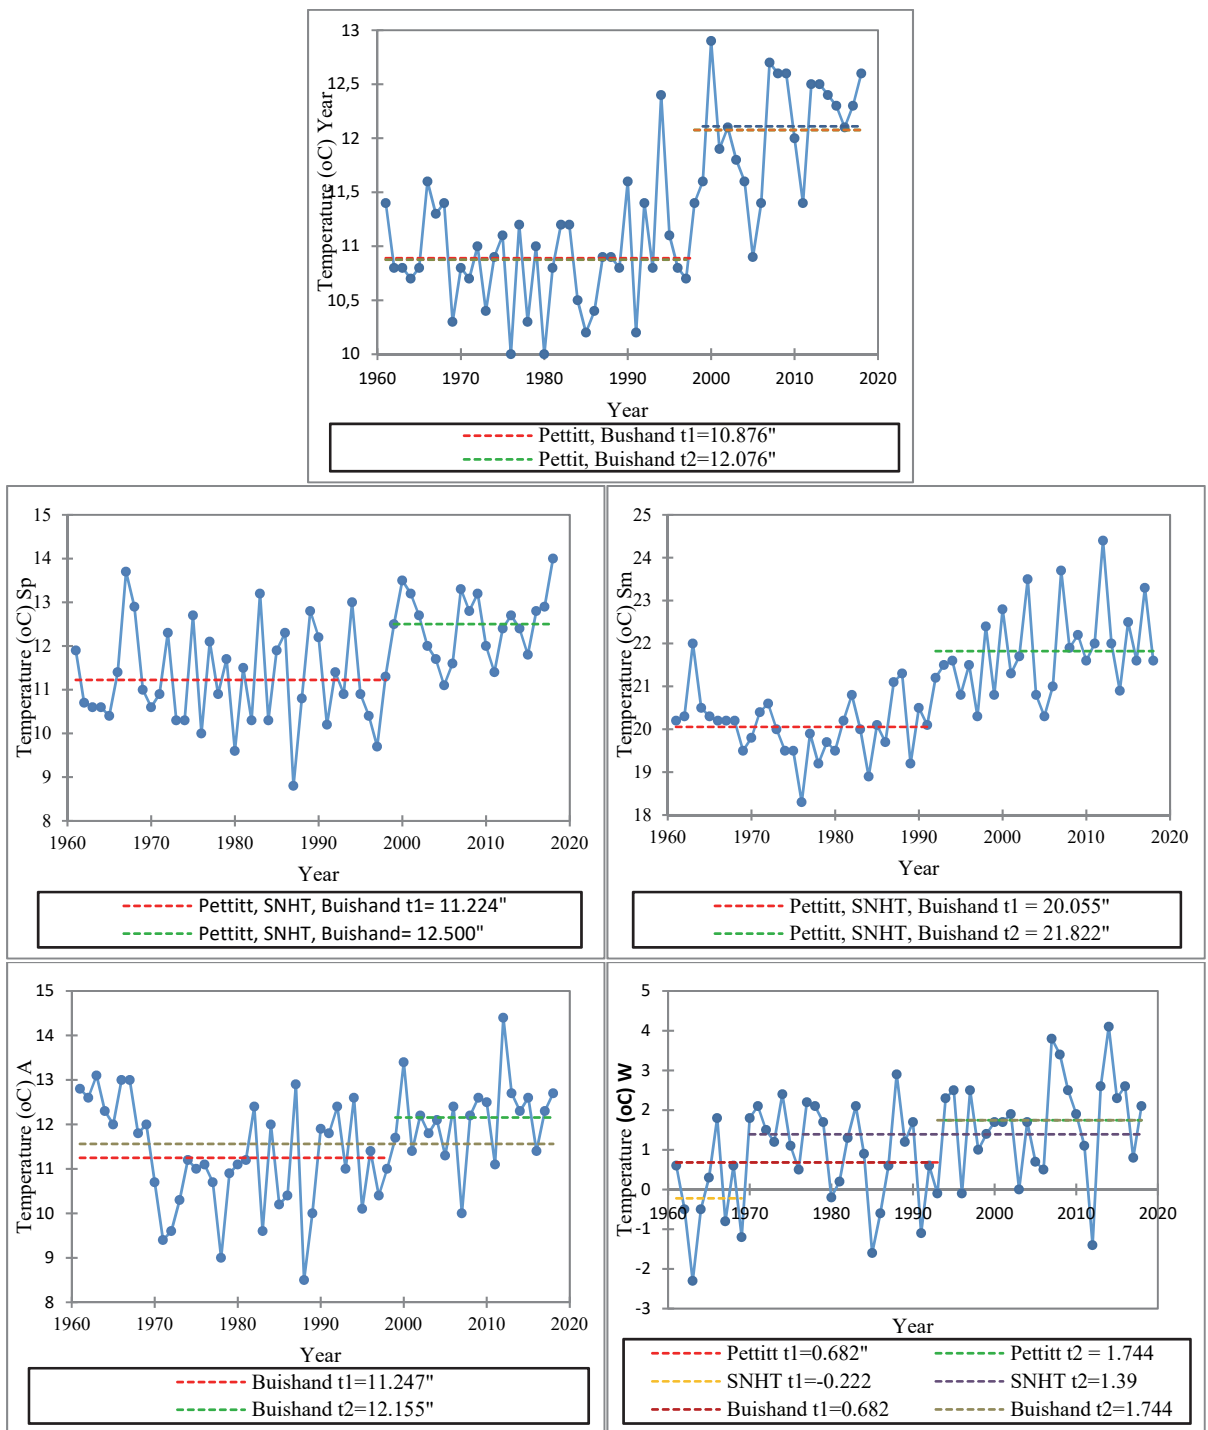 Temperature (oC) Year
13
12,5
12
11,5
11
10,5
10
1960 1970 1980 1990 2000 2010 2020
Year
Pettitt, Bushand t1=10.876"
Pettit, Buishand t2=12.076"
Temperature (oC) Sp
15
14
13
12
11
10
9
8
1960 1970 1980 1990 2000 2010 2020
Year
Pettitt, SNHT, Buishand t1= 11.224"
Pettitt, SNHT, Buishand= 12.500"
Temperature (oC) Sm
25
24
23
22
21
20
19
18
1960 1970 1980 1990 2000 2010 2020
Year
Pettitt, SNHT, Buishand t1 = 20.055"
Pettitt, SNHT, Buishand t2 = 21.822"
Temperature (oC) A
15
14
13
12
11
10
9
8
1960 1970 1980 1990 2000 2010 2020
Year
Buishand t1=11.247"
Buishand t2=12.155"
Temperature (oC) W
5
4
3
2
1
0
-1
-2
-3
1960 1970 1980 1990 2000 2010 2020
Year
Pettitt t1=0.682" Pettitt t2 = 1.744
SNHT t1=-0.222 SNHT t2=1.39
Buishand t1=0.682 Buishand t2=1.744